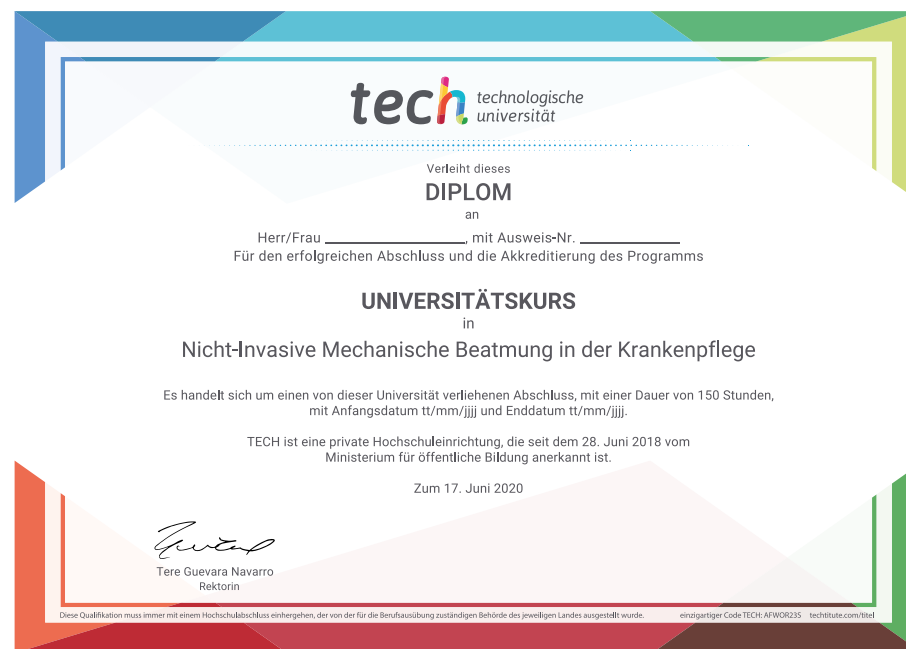 tech technologische
universität
Verleiht dieses
DIPLOM
an
Herr/Frau ____________________, mit Ausweis-Nr. ______________
Für den erfolgreichen Abschluss und die Akkreditierung des Programms
UNIVERSITÄTSKURS
in
Nicht-Invasive Mechanische Beatmung in der Krankenpflege
Es handelt sich um einen von dieser Universität verliehenen Abschluss, mit einer Dauer von 150 Stunden,
mit Anfangsdatum tt/mm/jjjj und Enddatum tt/mm/jjjj.
TECH ist eine private Hochschuleinrichtung, die seit dem 28. Juni 2018 vom
Ministerium für öffentliche Bildung anerkannt ist.
Zum 17. Juni 2020
Tere Guevara Navarro
Rektorin
Diese Qualifikation muss immer mit einem Hochschulabschluss einhergehen, der von der für die Berufsausübung zuständigen Behörde des jeweiligen Landes ausgestellt wurde. einzigartiger Code TECH: AFWOR23S techtitute.com/titel